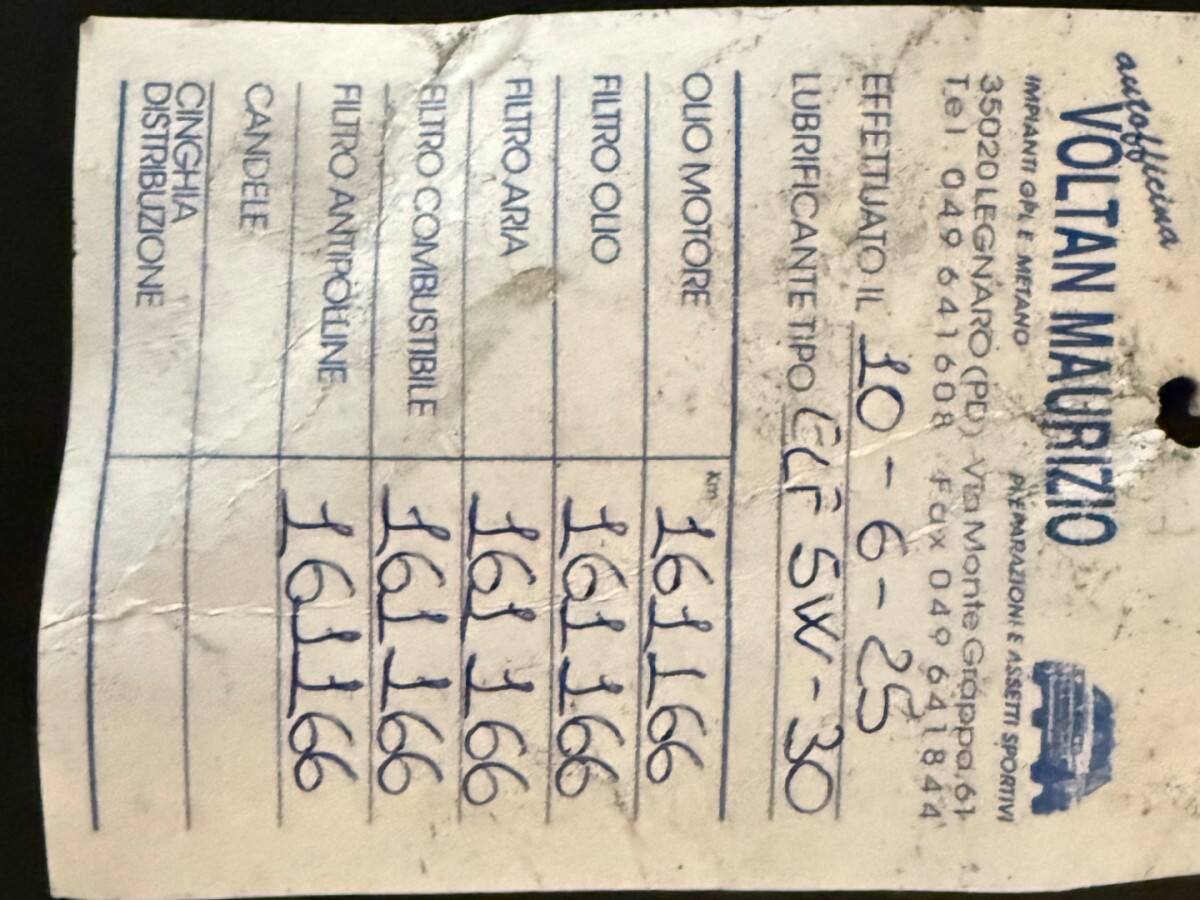 autofficina
VOLTAN MAURIZIO
IMPIANTI GPL E METANO PREPARAZIONI E ASSETTI SPORTIVI
35020 LEGNARO (PD) Via Monte Grappa, 61
Tel. 049 641608 Fax 049 641844
EFFETTUATO IL 10-6-25
LUBRIFICANTE TIPO ELF 5W-30
OLIO MOTORE km 161166
FILTRO OLIO 161166
FILTRO ARIA 161166
FILTRO COMBUSTIBILE 161166
FILTRO ANTIPOLLINE 161166
CANDELE
CINGHIA
DISTRIBUZIONE